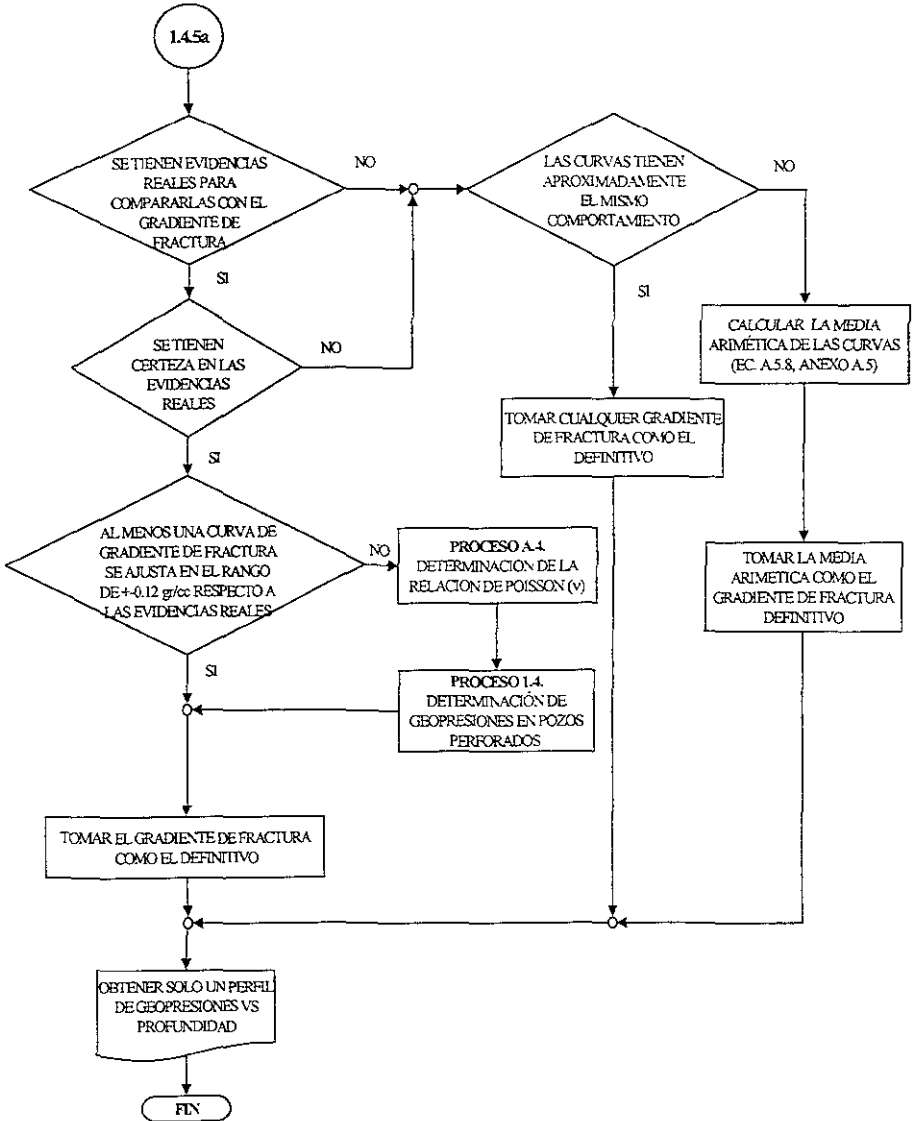 1.4.5a
SE TIENEN EVIDENCIAS
REALES PARA
COMPARARLAS CON EL
GRADIENTE DE
FRACTURA
NO
SI
SE TIENEN
CERTEZA EN LAS
EVIDENCIAS
REALES
NO
SI
AL MENOS UNA CURVA DE
GRADIENTE DE FRACTURA
SE AJUSTA EN EL RANGO
DE +-0.12 gr/cc RESPECTO A
LAS EVIDENCIAS REALES
NO
SI
PROCESO A.4.
DETERMINACION DE LA
RELACION DE POISSON (v)
PROCESO 1.4.
DETERMINACIÓN DE
GEOPRESIONES EN POZOS
PERFORADOS
TOMAR EL GRADIENTE DE FRACTURA
COMO EL DEFINITIVO
LAS CURVAS TIENEN
APROXIMADAMENTE
EL MISMO
COMPORTAMIENTO
NO
SI
TOMAR CUALQUIER GRADIENTE
DE FRACTURA COMO EL
DEFINITIVO
CALCULAR LA MEDIA
ARIMÉTICA DE LAS CURVAS
(EC. A.5.8, ANEXO A.5)
TOMAR LA MEDIA
ARIMETICA COMO EL
GRADIENTE DE FRACTURA
DEFINITIVO
OBTENER SOLO UN PERFIL
DE GEOPRESIONES VS
PROFUNDIDAD
FIN